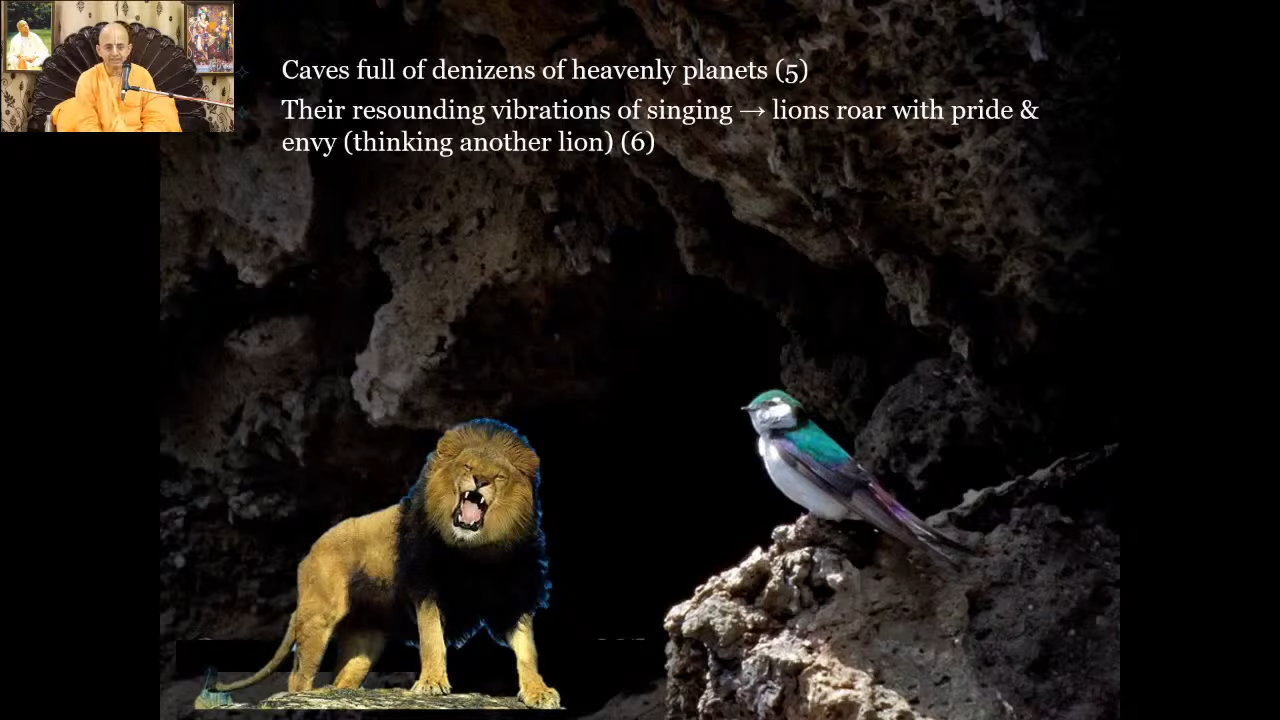 Caves full of denizens of heavenly planets (5)
Their resounding vibrations of singing → lions roar with pride &
envy (thinking another lion) (6)